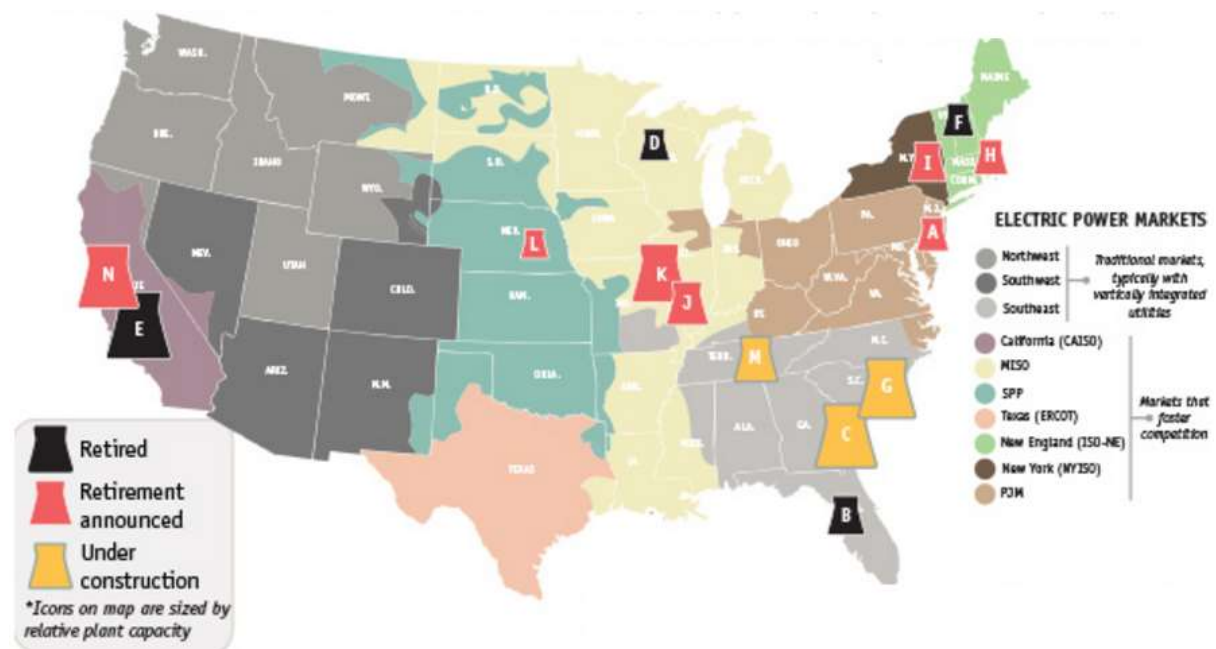 WASH.
MAINE
MONT.
N.D.
D
F
ORE.
IDAHO
S.D.
WYO.
MICH.
N.Y.
I
MASS.
H
CONN.
IOWA
NEB.
L
PA.
N.J.
A
OHIO
N
NEV.
UTAH
COLO.
KAN.
K
J
W.VA.
VA.
E
ARIZ.
N.M.
OKLA.
ARK.
TENN.
M
N.C.
S.C.
G
TEXAS
MISS.
ALA.
GA.
C
B
ELECTRIC POWER MARKETS
Northwest
Southwest
Southeast
Traditional markets,
typically with
vertically integrated
utilities
California (CAISO)
MISO
SPP
Texas (ERCOT)
New England (ISO-NE)
New York (NYISO)
PJM
Markets that
foster
competition
Retired
Retirement
announced
Under
construction
*Icons on map are sized by
relative plant capacity